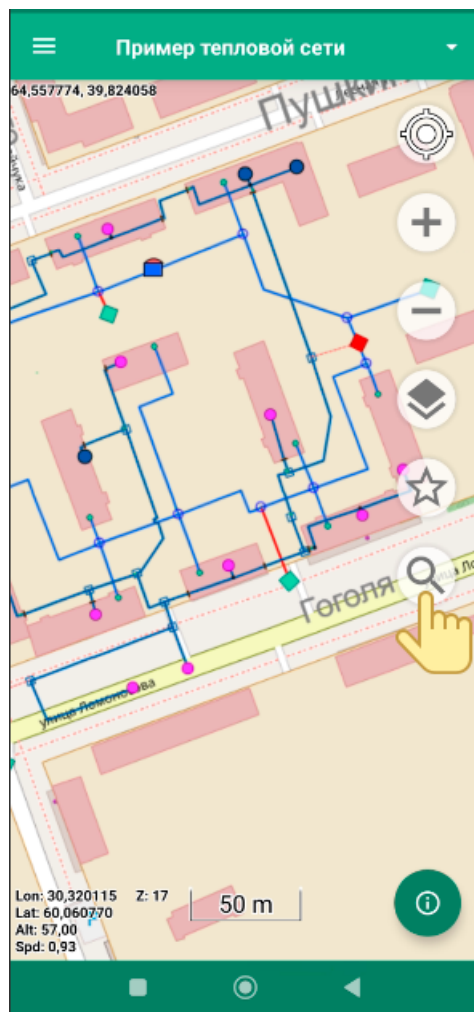 Пример тепловой сети
64,557774, 39,824058
Гоголя
улица Ломоносова
Lon: 30,320115 Z: 17
Lat: 60,060770
Alt: 57,00
Spd: 0,93
50 m